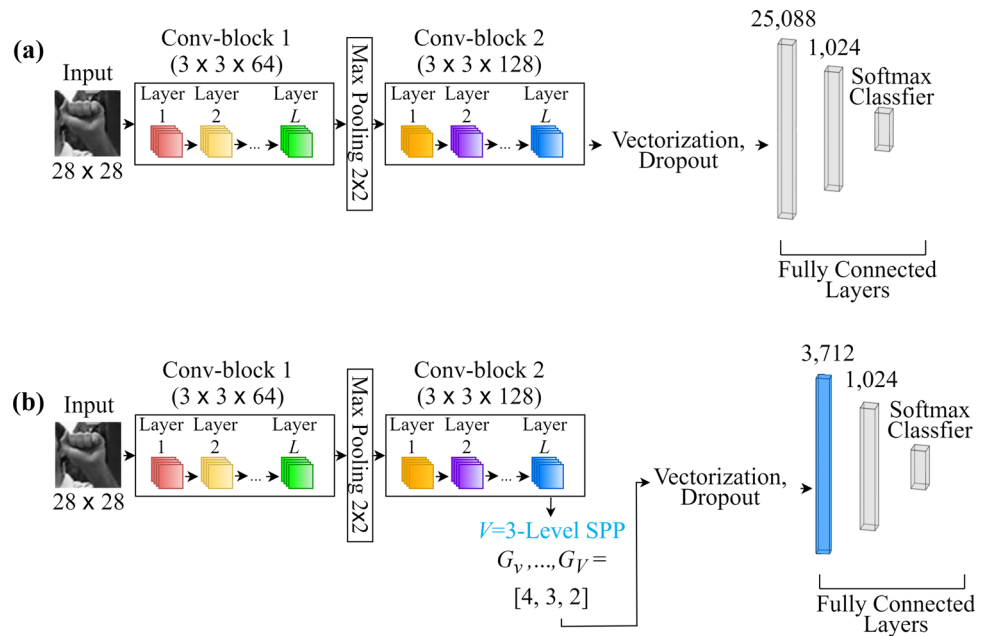 (a)
Input
28 x 28
Conv-block 1
(3 x 3 x 64)
Layer
1
Layer
2
...
Layer
L
Max Pooling 2x2
Conv-block 2
(3 x 3 x 128)
Layer
1
Layer
2
...
Layer
L
Vectorization,
Dropout
25,088
1,024
Softmax
Classfier
Fully Connected
Layers
(b)
Input
28 x 28
Conv-block 1
(3 x 3 x 64)
Layer
1
Layer
2
...
Layer
L
Max Pooling 2x2
Conv-block 2
(3 x 3 x 128)
Layer
1
Layer
2
...
Layer
L
V=3-Level SPP
Gv,...,GV=
[4, 3, 2]
Vectorization,
Dropout
3,712
1,024
Softmax
Classfier
Fully Connected
Layers